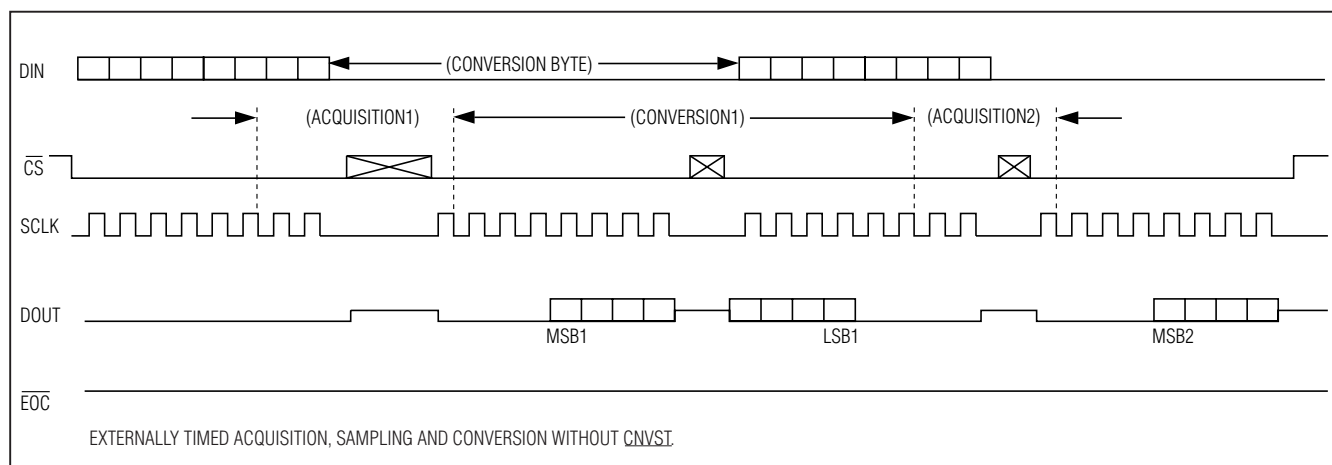 DIN
(CONVERSION BYTE)
(ACQUISITION1)
(CONVERSION1)
(ACQUISITION2)
CS
SCLK
DOUT
MSB1
LSB1
MSB2
EOC
EXTERNALLY TIMED ACQUISITION, SAMPLING AND CONVERSION WITHOUT CNVST.